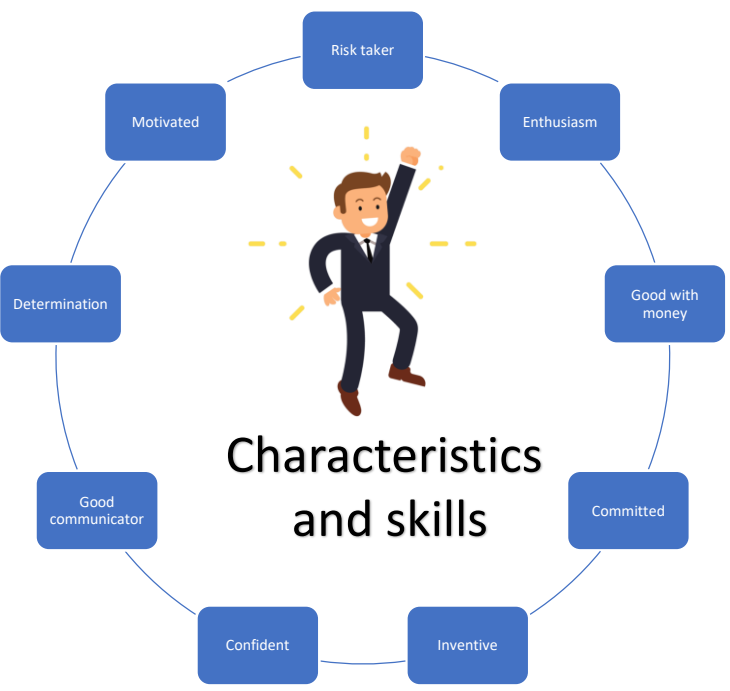 Risk taker
Enthusiasm
Good with
money
Committed
Inventive
Confident
Good
communicator
Determination
Motivated
Characteristics
and skills